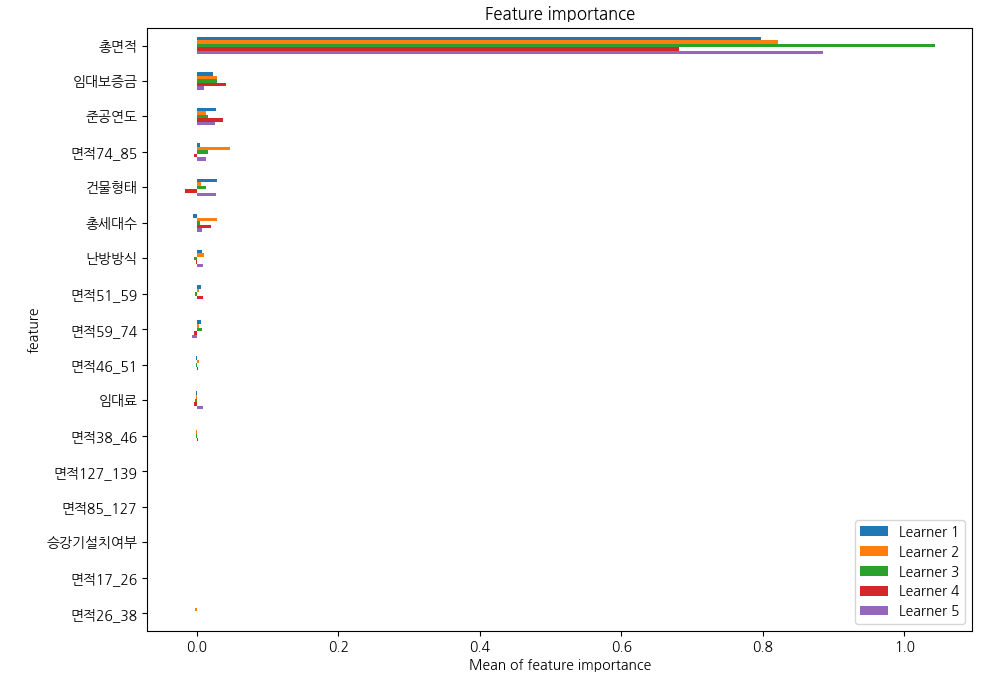 Feature importance
총면적
임대보증금
준공연도
면적74_85
건물형태
총세대수
난방방식
면적51_59
면적59_74
면적46_51
임대료
면적38_46
면적127_139
면적85_127
승강기설치여부
면적17_26
면적26_38
feature
0.0 0.2 0.4 0.6 0.8 1.0
Mean of feature importance
Learner 1
Learner 2
Learner 3
Learner 4
Learner 5